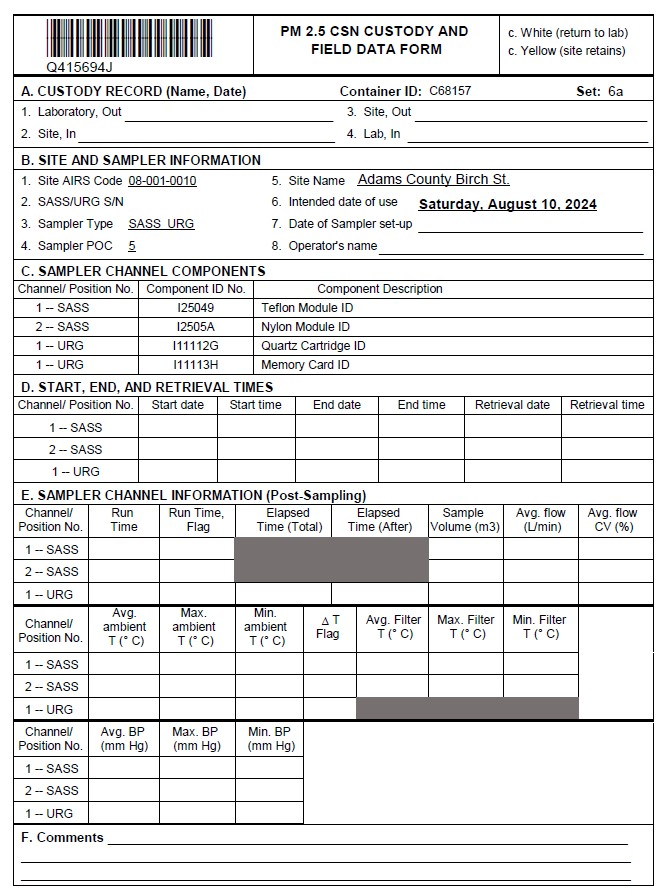 Q415694J
PM 2.5 CSN CUSTODY AND
FIELD DATA FORM
c. White (return to lab)
c. Yellow (site retains)
A. CUSTODY RECORD (Name, Date) Container ID: C68157 Set: 6a
1. Laboratory, Out 3. Site, Out
2. Site, In 4. Lab, In
B. SITE AND SAMPLER INFORMATION
1. Site AIRS Code 08-001-0010 5. Site Name Adams County Birch St.
2. SASS/URG S/N 6. Intended date of use Saturday, August 10, 2024
3. Sampler Type SASS URG 7. Date of Sampler set-up
4. Sampler POC 5 8. Operator's name
C. SAMPLER CHANNEL COMPONENTS
Channel/ Position No. Component ID No. Component Description
1 -- SASS I25049 Teflon Module ID
2 -- SASS I2505A Nylon Module ID
1 -- URG I11112G Quartz Cartridge ID
1 -- URG I11113H Memory Card ID
D. START, END, AND RETRIEVAL TIMES
Channel/ Position No. Start date Start time End date End time Retrieval date Retrieval time
1 -- SASS
2 -- SASS
1 -- URG
E. SAMPLER CHANNEL INFORMATION (Post-Sampling)
Channel/ Run Run Time, Elapsed Elapsed Sample Avg. flow Avg. flow
Position No. Time Flag Time (Total) Time (After) Volume (m3) (L/min) CV (%)
1 -- SASS
2 -- SASS
1 -- URG
Avg. Max. Min.
Channel/ ambient ambient ambient Δ T Avg. Filter Max. Filter Min. Filter
Position No. T (° C) T (° C) T (° C) Flag T (° C) T (° C) T (° C)
1 -- SASS
2 -- SASS
1 -- URG
Channel/ Avg. BP Max. BP Min. BP
Position No. (mm Hg) (mm Hg) (mm Hg)
1 -- SASS
2 -- SASS
1 -- URG
F. Comments